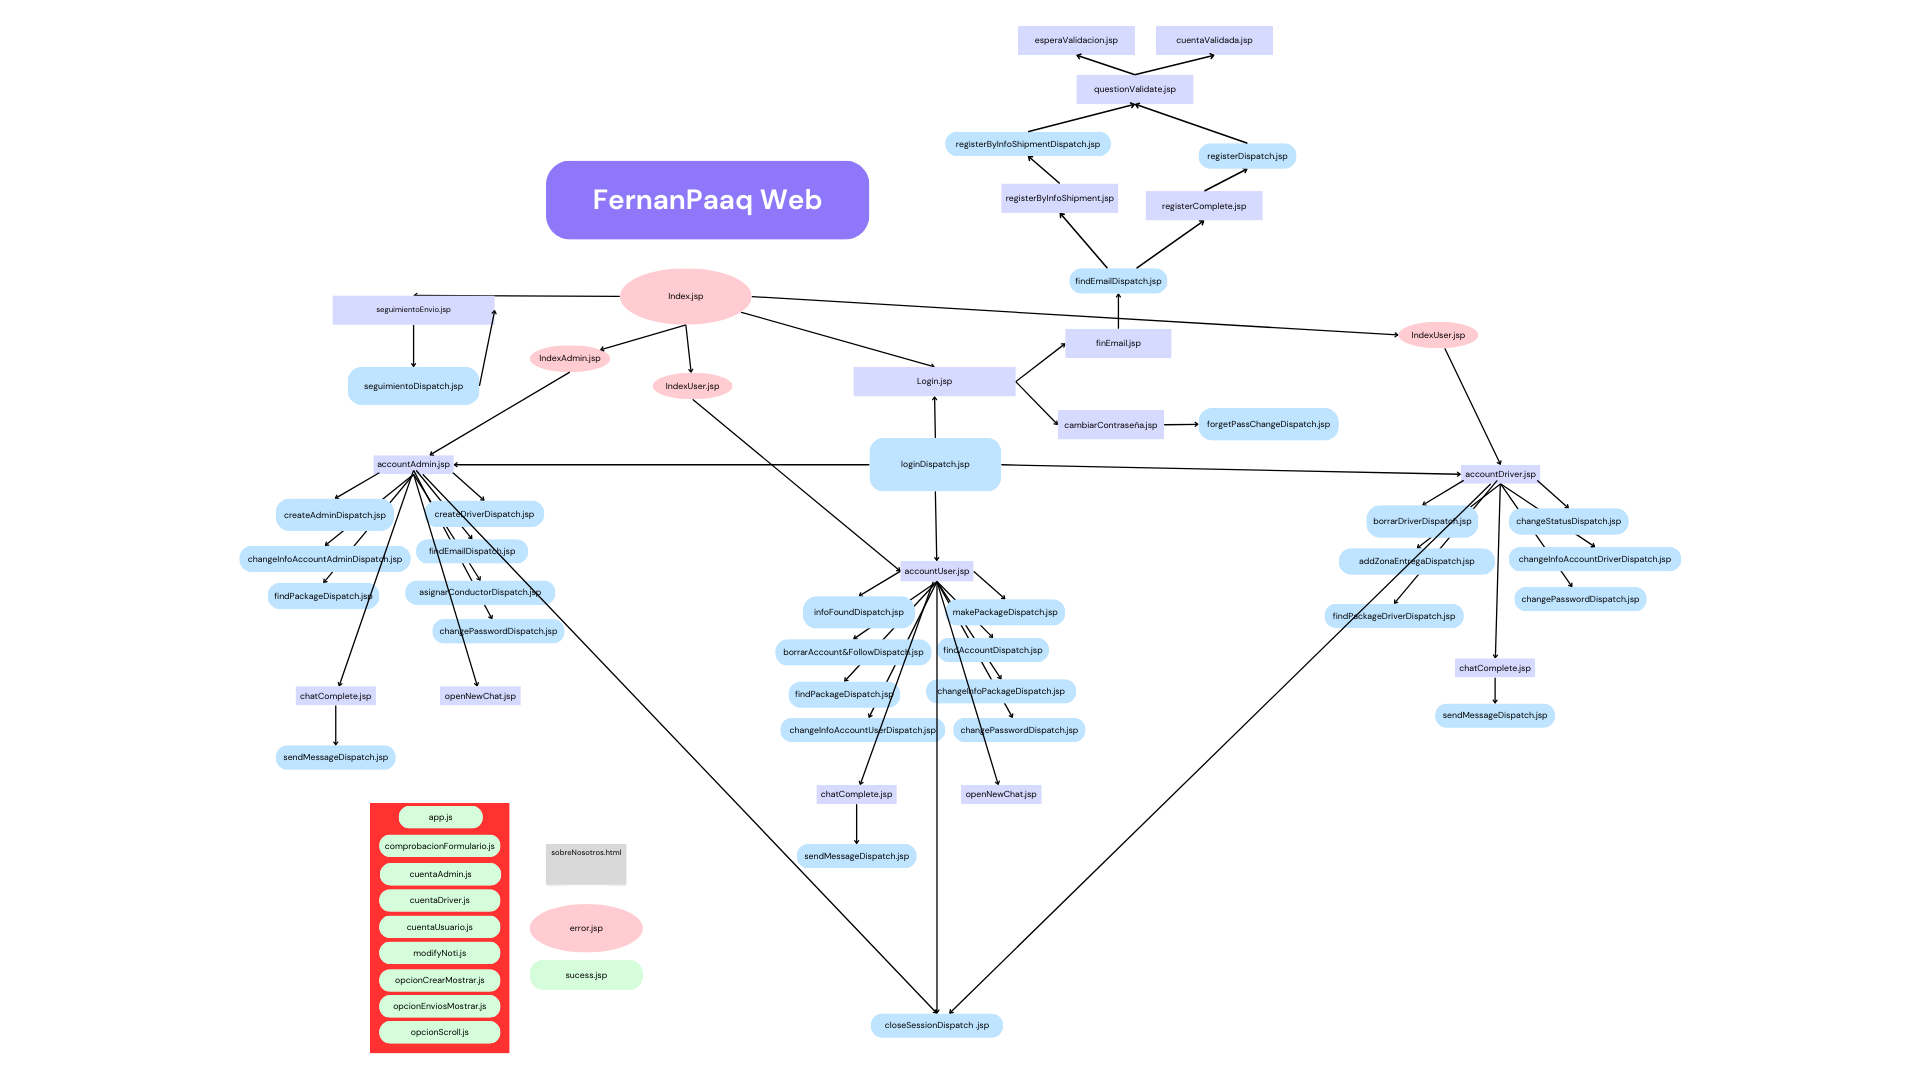 esperaValidacion.jsp
cuentaValidada.jsp
questionValidate.jsp
registerByInfoShipmentDispatch.jsp
registerDispatch.jsp
FernanPaaq Web
registerByInfoShipment.jsp
registerComplete.jsp
findEmailDispatch.jsp
Index.jsp
seguimientoEnvio.jsp
IndexUser.jsp
finEmail.jsp
IndexAdmin.jsp
IndexUser.jsp
Login.jsp
seguimientoDispatch.jsp
cambiarContraseña.jsp
forgetPassChangeDispatch.jsp
accountAdmin.jsp
loginDispatch.jsp
accountDriver.jsp
createAdminDispatch.jsp
createDriverDispatch.jsp
borrarDriverDispatch.jsp
changeStatusDispatch.jsp
changeInfoAccountAdminDispatch.jsp
findEmailDispatch.jsp
addZonaEntregaDispatch.jsp
changeInfoAccountDriverDispatch.jsp
accountUser.jsp
findPackageDispatch.jsp
asignarConductorDispatch.jsp
changePasswordDispatch.jsp
infoFoundDispatch.jsp
makePackageDispatch.jsp
findPackageDriverDispatch.jsp
changePasswordDispatch.jsp
borrarAccount&FollowDispatch.jsp
findAccountDispatch.jsp
chatComplete.jsp
chatComplete.jsp
openNewChat.jsp
findPackageDispatch.jsp
changeInfoPackageDispatch.jsp
sendMessageDispatch.jsp
changeInfoAccountUserDispatch.jsp
changePasswordDispatch.jsp
sendMessageDispatch.jsp
chatComplete.jsp
openNewChat.jsp
sendMessageDispatch.jsp
app.js
comprobacionFormulario.js
cuentaAdmin.js
cuentaDriver.js
cuentaUsuario.js
modifyNoti.js
opcionCrearMostrar.js
opcionEnviosMostrar.js
opcionScroll.js
sobreNosotros.html
error.jsp
sucess.jsp
closeSessionDispatch .jsp